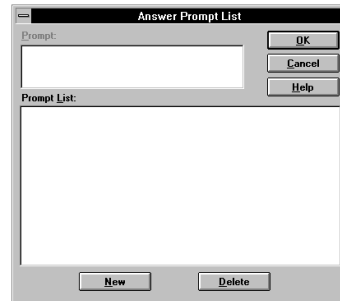 Answer Prompt List
Prompt:
OK
Cancel
Help
Prompt List:
New
Delete